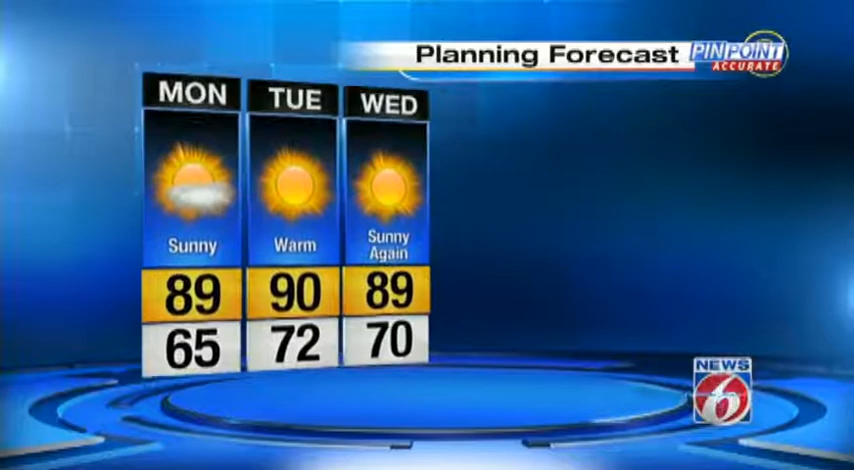 Planning Forecast PINPOINT
ACCURATE
MON TUE WED
Sunny Warm Sunny
Again
89 90 89
65 72 70
NEWS
6